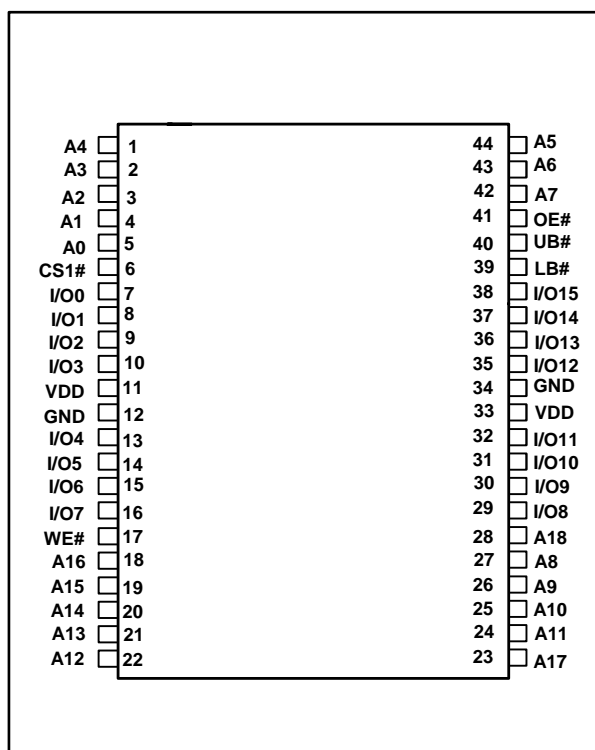 A4 1 44 A5
A3 2 43 A6
A2 3 42 A7
A1 4 41 OE#
A0 5 40 UB#
CS1# 6 39 LB#
I/O0 7 38 I/O15
I/O1 8 37 I/O14
I/O2 9 36 I/O13
I/O3 10 35 I/O12
VDD 11 34 GND
GND 12 33 VDD
I/O4 13 32 I/O11
I/O5 14 31 I/O10
I/O6 15 30 I/O9
I/O7 16 29 I/O8
WE# 17 28 A18
A16 18 27 A8
A15 19 26 A9
A14 20 25 A10
A13 21 24 A11
A12 22 23 A17